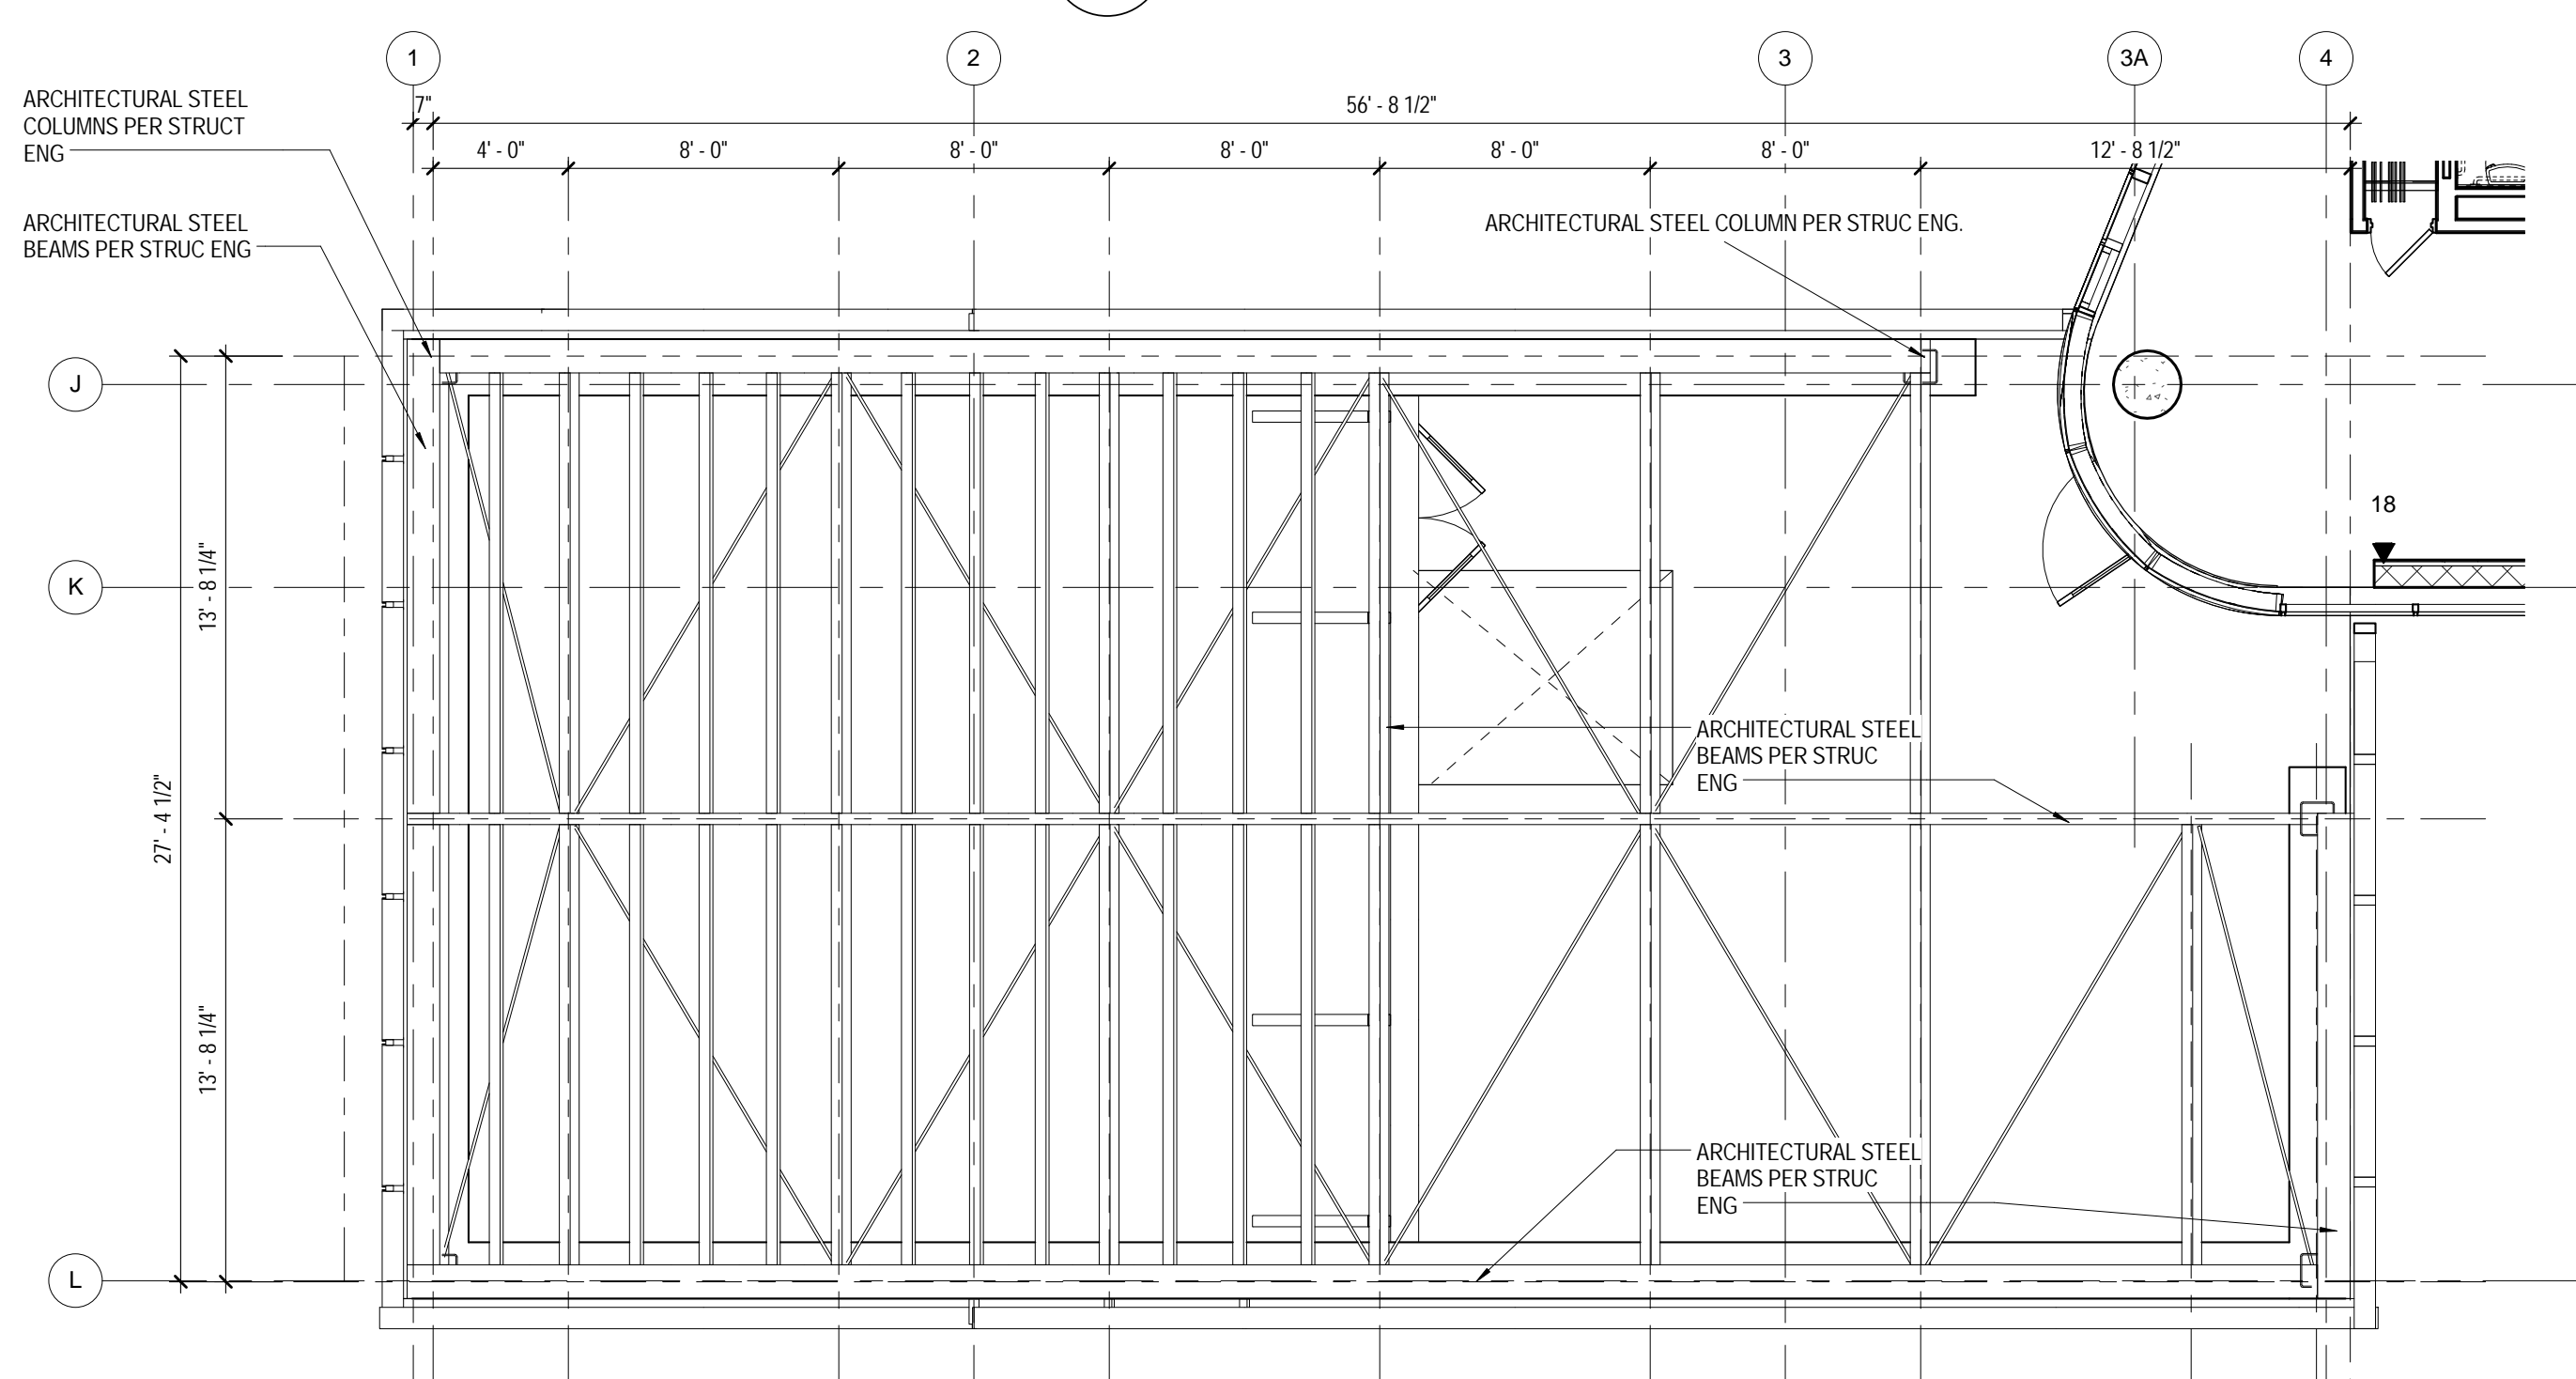 1
2
3
3A
4
ARCHITECTURAL STEEL
COLUMNS PER STRUCT
ENG
7"
56' - 8 1/2"
4' - 0"
8' - 0"
8' - 0"
8' - 0"
8' - 0"
8' - 0"
12' - 8 1/2"
ARCHITECTURAL STEEL
BEAMS PER STRUC ENG
ARCHITECTURAL STEEL COLUMN PER STRUC ENG.
J
18
K
13' - 8 1/4"
ARCHITECTURAL STEEL
BEAMS PER STRUC
ENG
27' - 4 1/2"
13' - 8 1/4"
ARCHITECTURAL STEEL
BEAMS PER STRUC
ENG
L